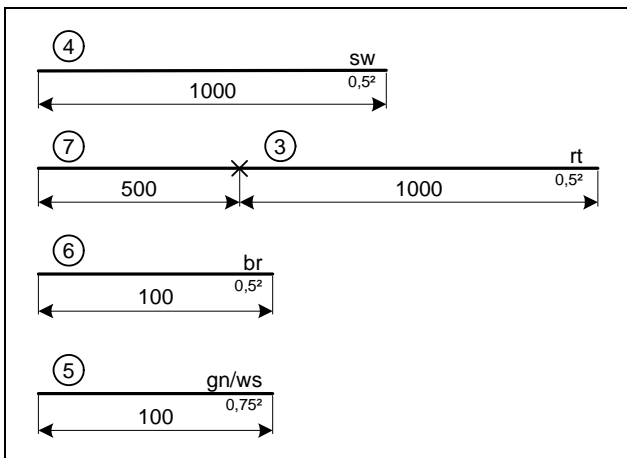 ④ sw
0,5²
1000
⑦ ③ rt
0,5²
500 1000
⑥ br
0,5²
100
⑤ gn/ws
0,75²
100